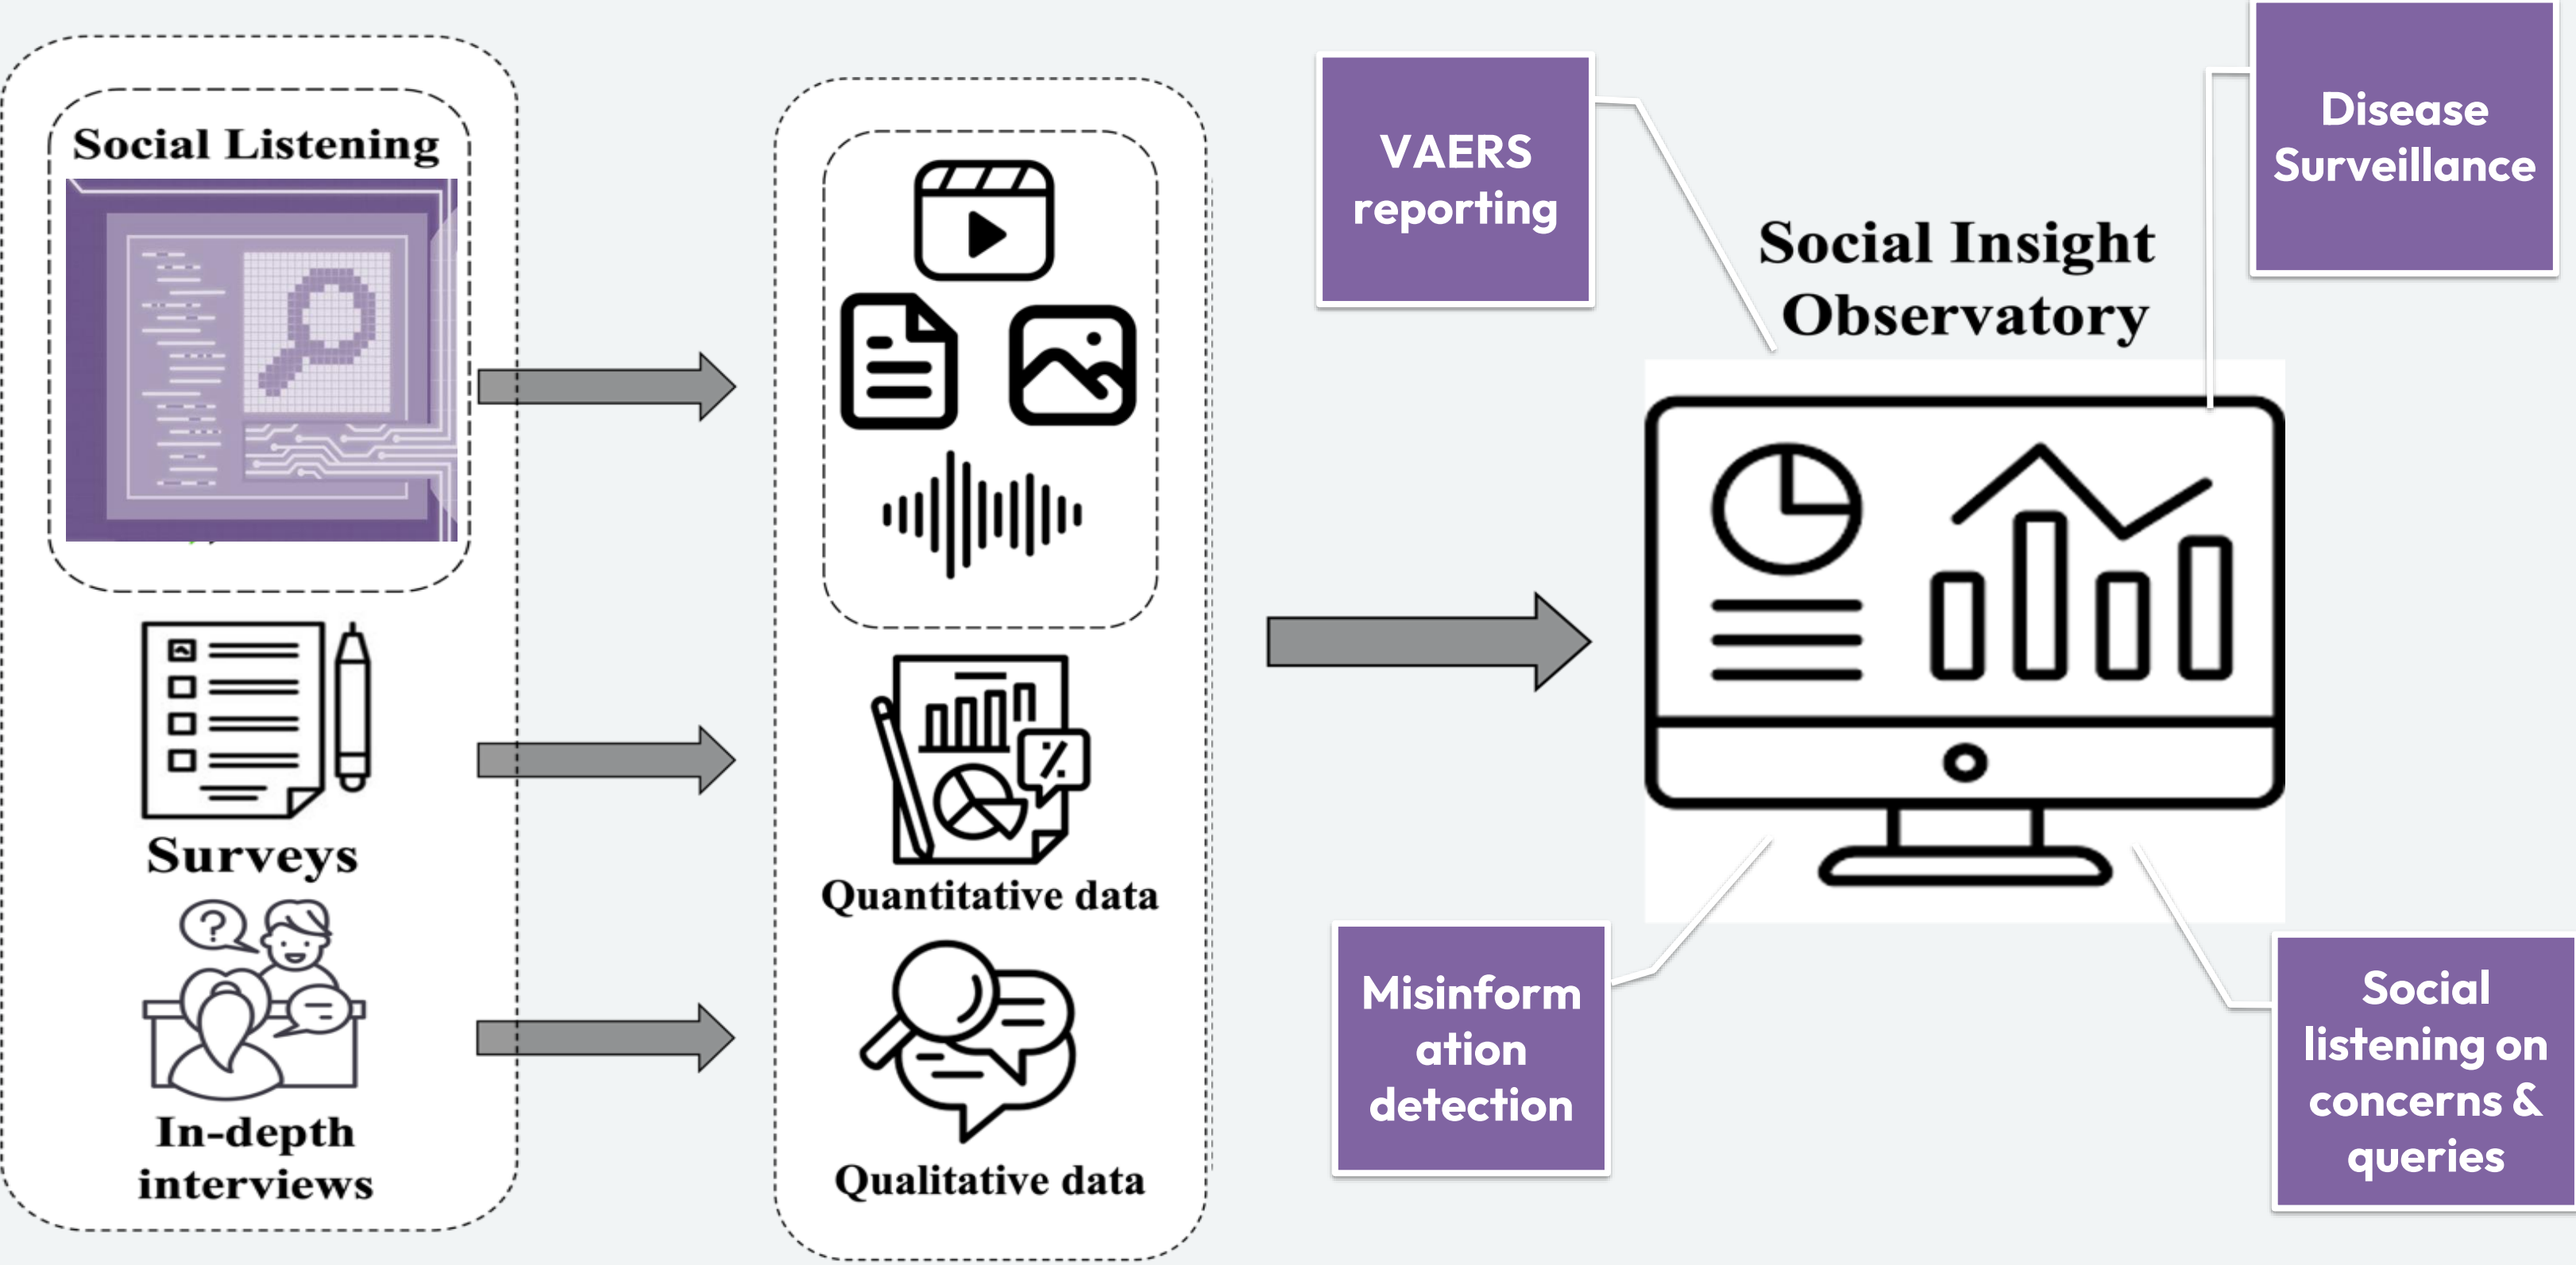 Social Listening
Surveys
In-depth
interviews
Quantitative data
Qualitative data
VAERS
reporting
Social Insight
Observatory
Disease
Surveillance
Misinform
ation
detection
Social
listening on
concerns &
queries